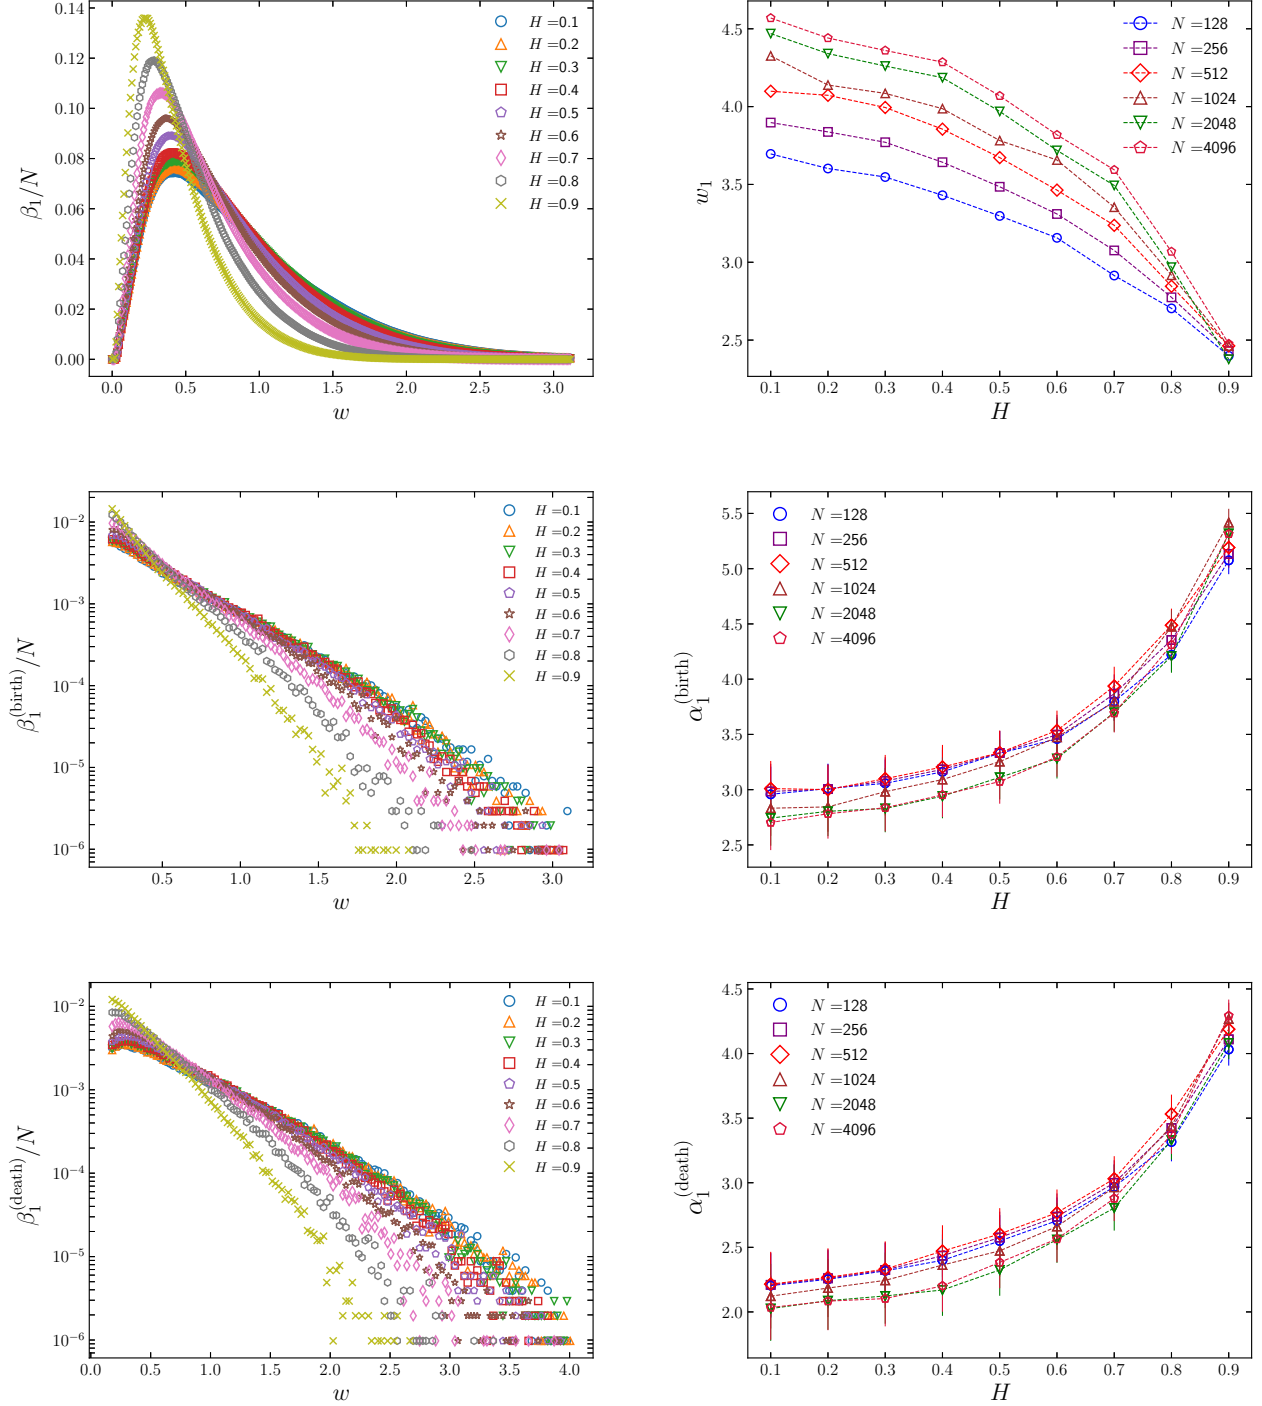 0.14
0.12
0.10
0.08
0.06
0.04
0.02
0.00
β₁/N
0.0 0.5 1.0 1.5 2.0 2.5 3.0
w
H = 0.1
H = 0.2
H = 0.3
H = 0.4
H = 0.5
H = 0.6
H = 0.7
H = 0.8
H = 0.9
4.5
4.0
3.5
3.0
2.5
w₁
0.1 0.2 0.3 0.4 0.5 0.6 0.7 0.8 0.9
H
N = 128
N = 256
N = 512
N = 1024
N = 2048
N = 4096
10⁻²
10⁻³
10⁻⁴
10⁻⁵
10⁻⁶
β₁^(birth)/N
0.5 1.0 1.5 2.0 2.5 3.0
w
H = 0.1
H = 0.2
H = 0.3
H = 0.4
H = 0.5
H = 0.6
H = 0.7
H = 0.8
H = 0.9
5.5
5.0
4.5
4.0
3.5
3.0
2.5
α₁^(birth)
0.1 0.2 0.3 0.4 0.5 0.6 0.7 0.8 0.9
H
N = 128
N = 256
N = 512
N = 1024
N = 2048
N = 4096
10⁻²
10⁻³
10⁻⁴
10⁻⁵
10⁻⁶
β₁^(death)/N
0.0 0.5 1.0 1.5 2.0 2.5 3.0 3.5 4.0
w
H = 0.1
H = 0.2
H = 0.3
H = 0.4
H = 0.5
H = 0.6
H = 0.7
H = 0.8
H = 0.9
4.5
4.0
3.5
3.0
2.5
2.0
α₁^(death)
0.1 0.2 0.3 0.4 0.5 0.6 0.7 0.8 0.9
H
N = 128
N = 256
N = 512
N = 1024
N = 2048
N = 4096